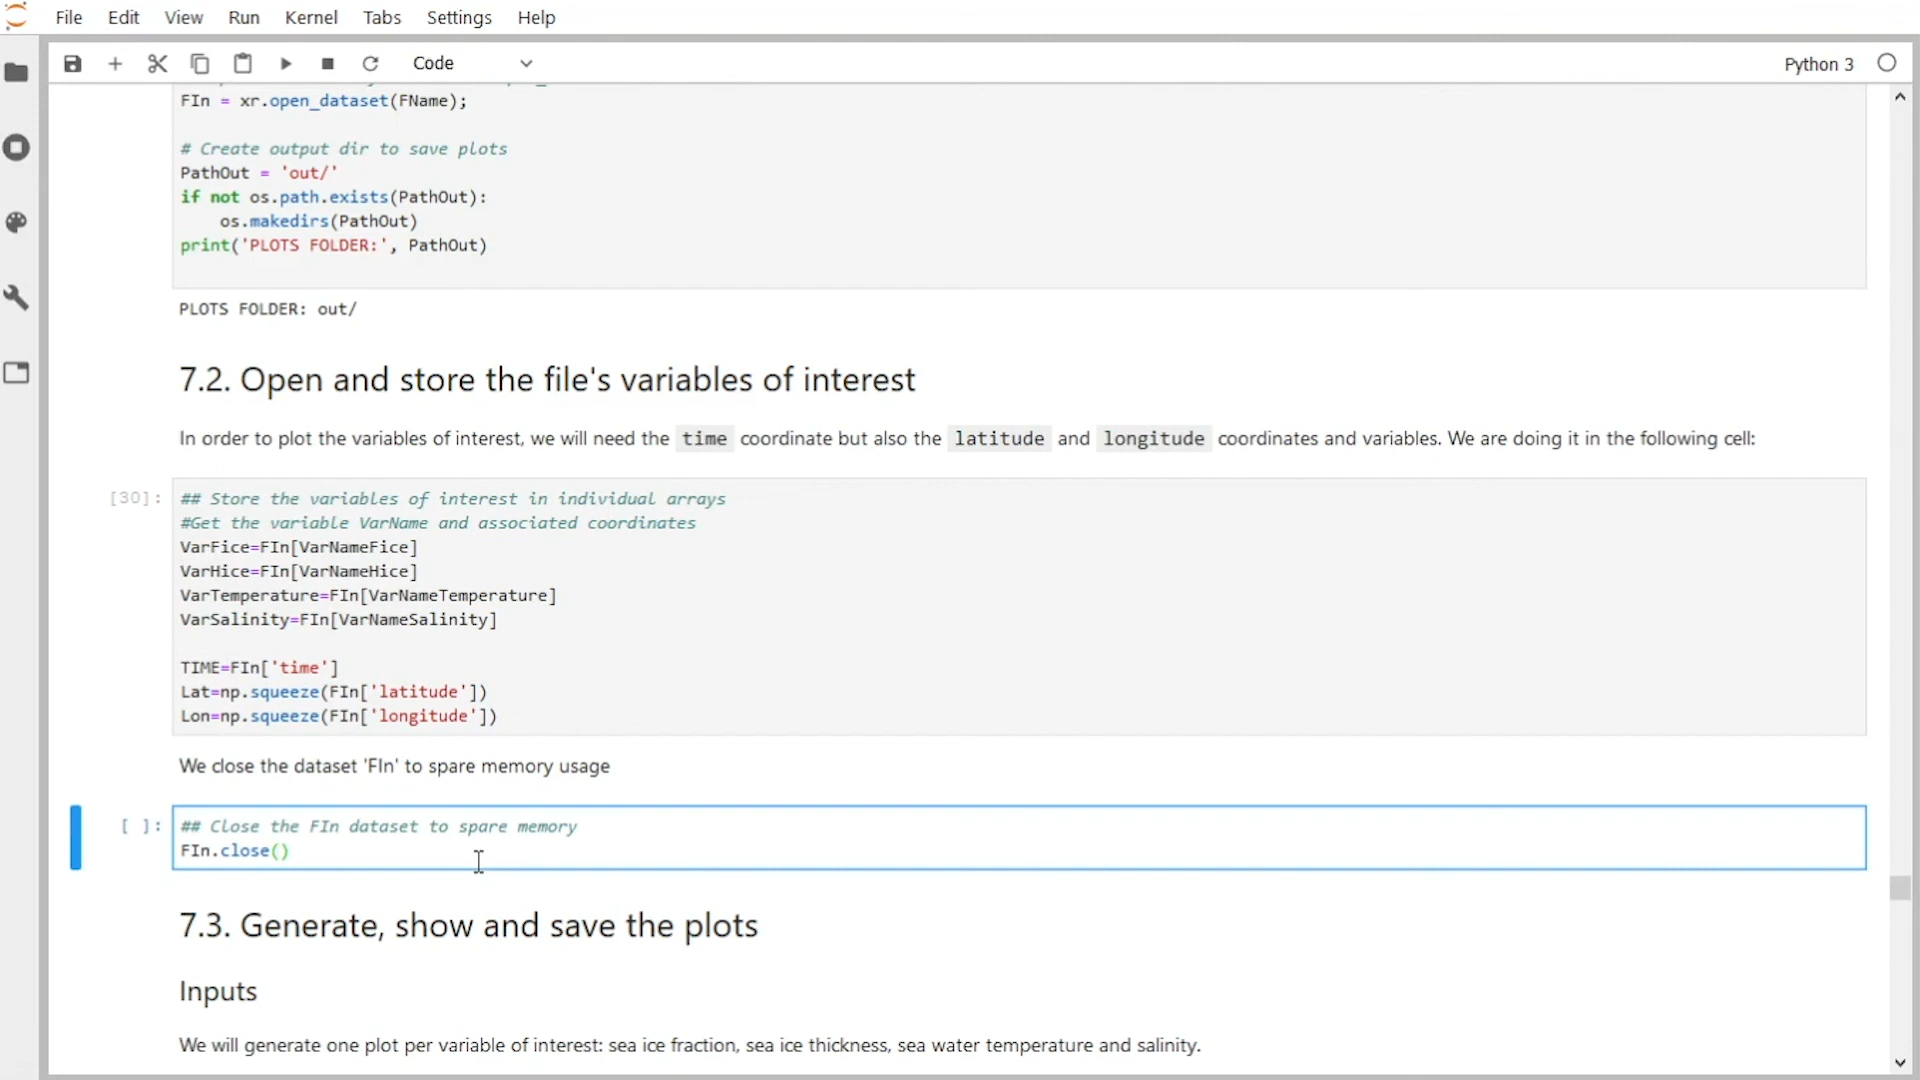 File Edit View Run Kernel Tabs Settings Help
Code
Python 3
FIn = xr.open_dataset(FName);
# Create output dir to save plots
PathOut = 'out/'
if not os.path.exists(PathOut):
os.makedirs(PathOut)
print('PLOTS FOLDER:', PathOut)
PLOTS FOLDER: out/
7.2. Open and store the file's variables of interest
In order to plot the variables of interest, we will need the time coordinate but also the latitude and longitude coordinates and variables. We are doing it in the following cell:
[30]: ## Store the variables of interest in individual arrays
#Get the variable VarName and associated coordinates
VarFice=FIn[VarNameFice]
VarHice=FIn[VarNameHice]
VarTemperature=FIn[VarNameTemperature]
VarSalinity=FIn[VarNameSalinity]
TIME=FIn['time']
Lat=np.squeeze(FIn['latitude'])
Lon=np.squeeze(FIn['longitude'])
We close the dataset 'FIn' to spare memory usage
[ ]: ## Close the FIn dataset to spare memory
FIn.close()
7.3. Generate, show and save the plots
Inputs
We will generate one plot per variable of interest: sea ice fraction, sea ice thickness, sea water temperature and salinity.